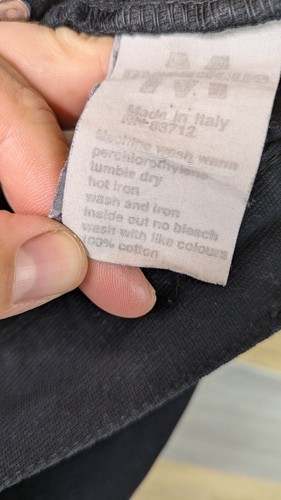 Made in Italy
RN-93712
Machine wash warm
perchlorethylene
tumble dry
hot iron
wash and iron
inside out no bleach
wash with like colours
100% cotton